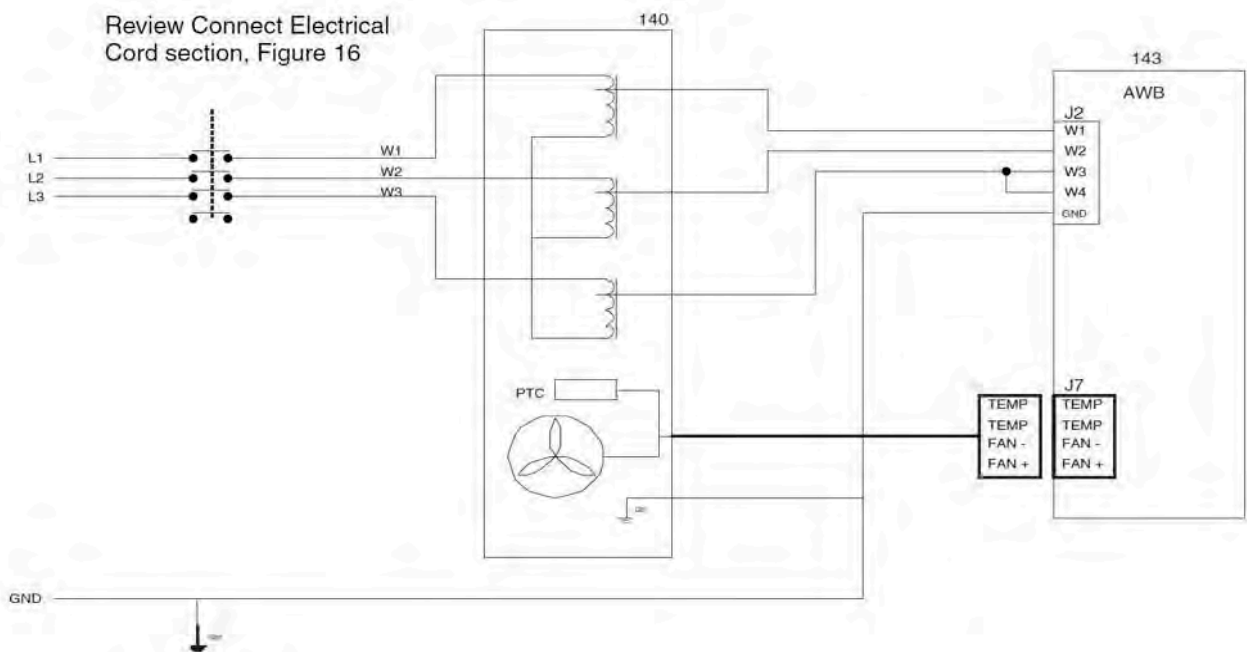 Review Connect Electrical
Cord section, Figure 16
140
143
AWB
J2
W1
W2
W3
W4
GND
L1
L2
L3
W1
W2
W3
PTC
J7
TEMP
TEMP
FAN -
FAN +
TEMP
TEMP
FAN -
FAN +
GND